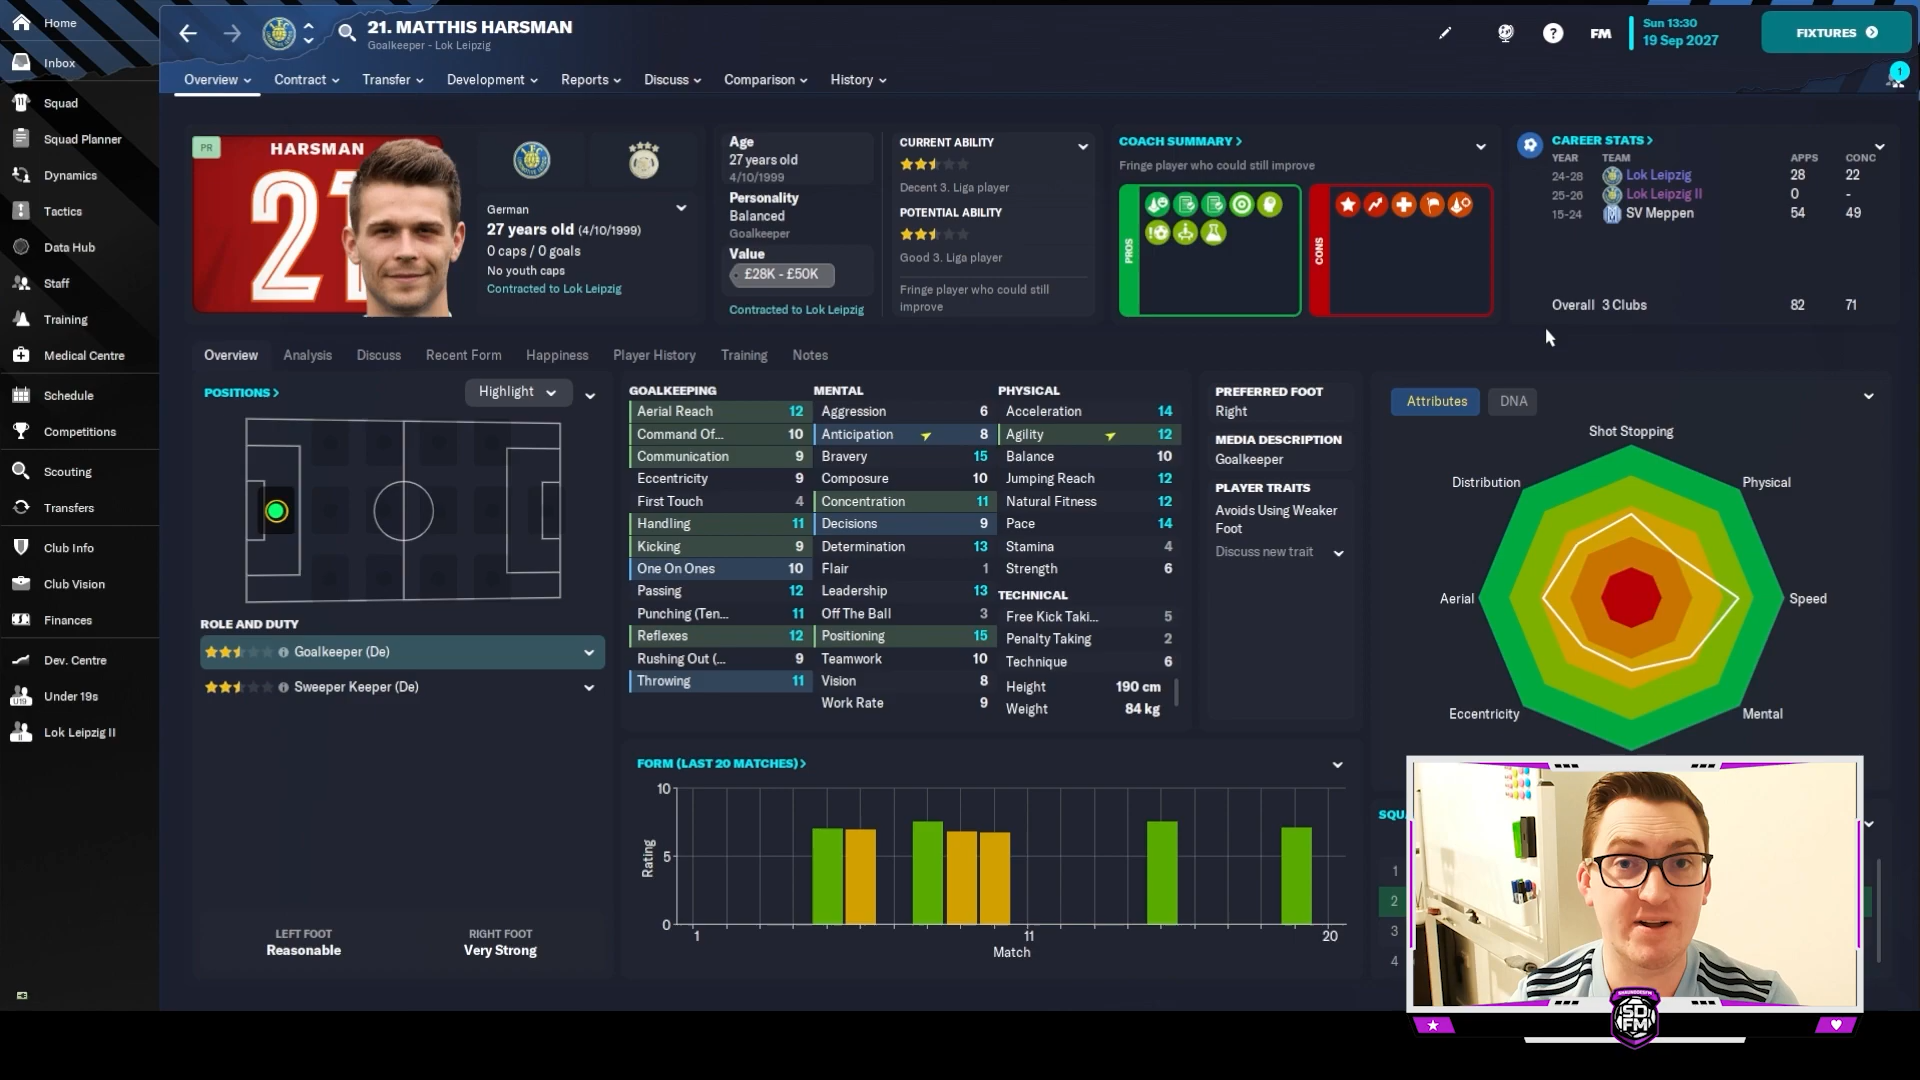 Home
Inbox
Squad
Squad Planner
Dynamics
Tactics
Data Hub
Staff
Training
Medical Centre
Schedule
Competitions
Scouting
Transfers
Club Info
Club Vision
Finances
Dev. Centre
Under 19s
Lok Leipzig II
21. MATTHIS HARSMAN
Goalkeeper - Lok Leipzig
FM
Sun 13:30
19 Sep 2027
FIXTURES
1
Overview
Contract
Transfer
Development
Reports
Discuss
Comparison
History
PR
HARSMAN
21
German
27 years old (4/10/1999)
0 caps / 0 goals
No youth caps
Contracted to Lok Leipzig
Age
27 years old
4/10/1999
Personality
Balanced
Goalkeeper
Value
£28K - £50K
Contracted to Lok Leipzig
CURRENT ABILITY
Decent 3. Liga player
POTENTIAL ABILITY
Good 3. Liga player
Fringe player who could still
improve
COACH SUMMARY >
Fringe player who could still improve
PROS
CONS
CAREER STATS >
YEAR TEAM APPS CONC
24-28 Lok Leipzig 28 22
25-26 Lok Leipzig II 0 -
15-24 SV Meppen 54 49
Overall 3 Clubs 82 71
Overview
Analysis
Discuss
Recent Form
Happiness
Player History
Training
Notes
POSITIONS >
Highlight
ROLE AND DUTY
Goalkeeper (De)
Sweeper Keeper (De)
LEFT FOOT
Reasonable
RIGHT FOOT
Very Strong
GOALKEEPING
Aerial Reach 12
Command Of... 10
Communication 9
Eccentricity 9
First Touch 4
Handling 11
Kicking 9
One On Ones 10
Passing 12
Punching (Ten... 11
Reflexes 12
Rushing Out (... 9
Throwing 11
MENTAL
Aggression 6
Anticipation 8
Bravery 15
Composure 10
Concentration 11
Decisions 9
Determination 13
Flair 1
Leadership 13
Off The Ball 3
Positioning 15
Teamwork 10
Vision 8
Work Rate 9
PHYSICAL
Acceleration 14
Agility 12
Balance 10
Jumping Reach 12
Natural Fitness 12
Pace 14
Stamina 4
Strength 6
TECHNICAL
Free Kick Taki... 5
Penalty Taking 2
Technique 6
Height 190 cm
Weight 84 kg
PREFERRED FOOT
Right
MEDIA DESCRIPTION
Goalkeeper
PLAYER TRAITS
Avoids Using Weaker
Foot
Discuss new trait
Attributes
DNA
Shot Stopping
Distribution
Physical
Aerial
Speed
Eccentricity
Mental
FORM (LAST 20 MATCHES) >
Rating
10
5
0
1
11
20
Match
SQU
1
2
3
4
SD
FM